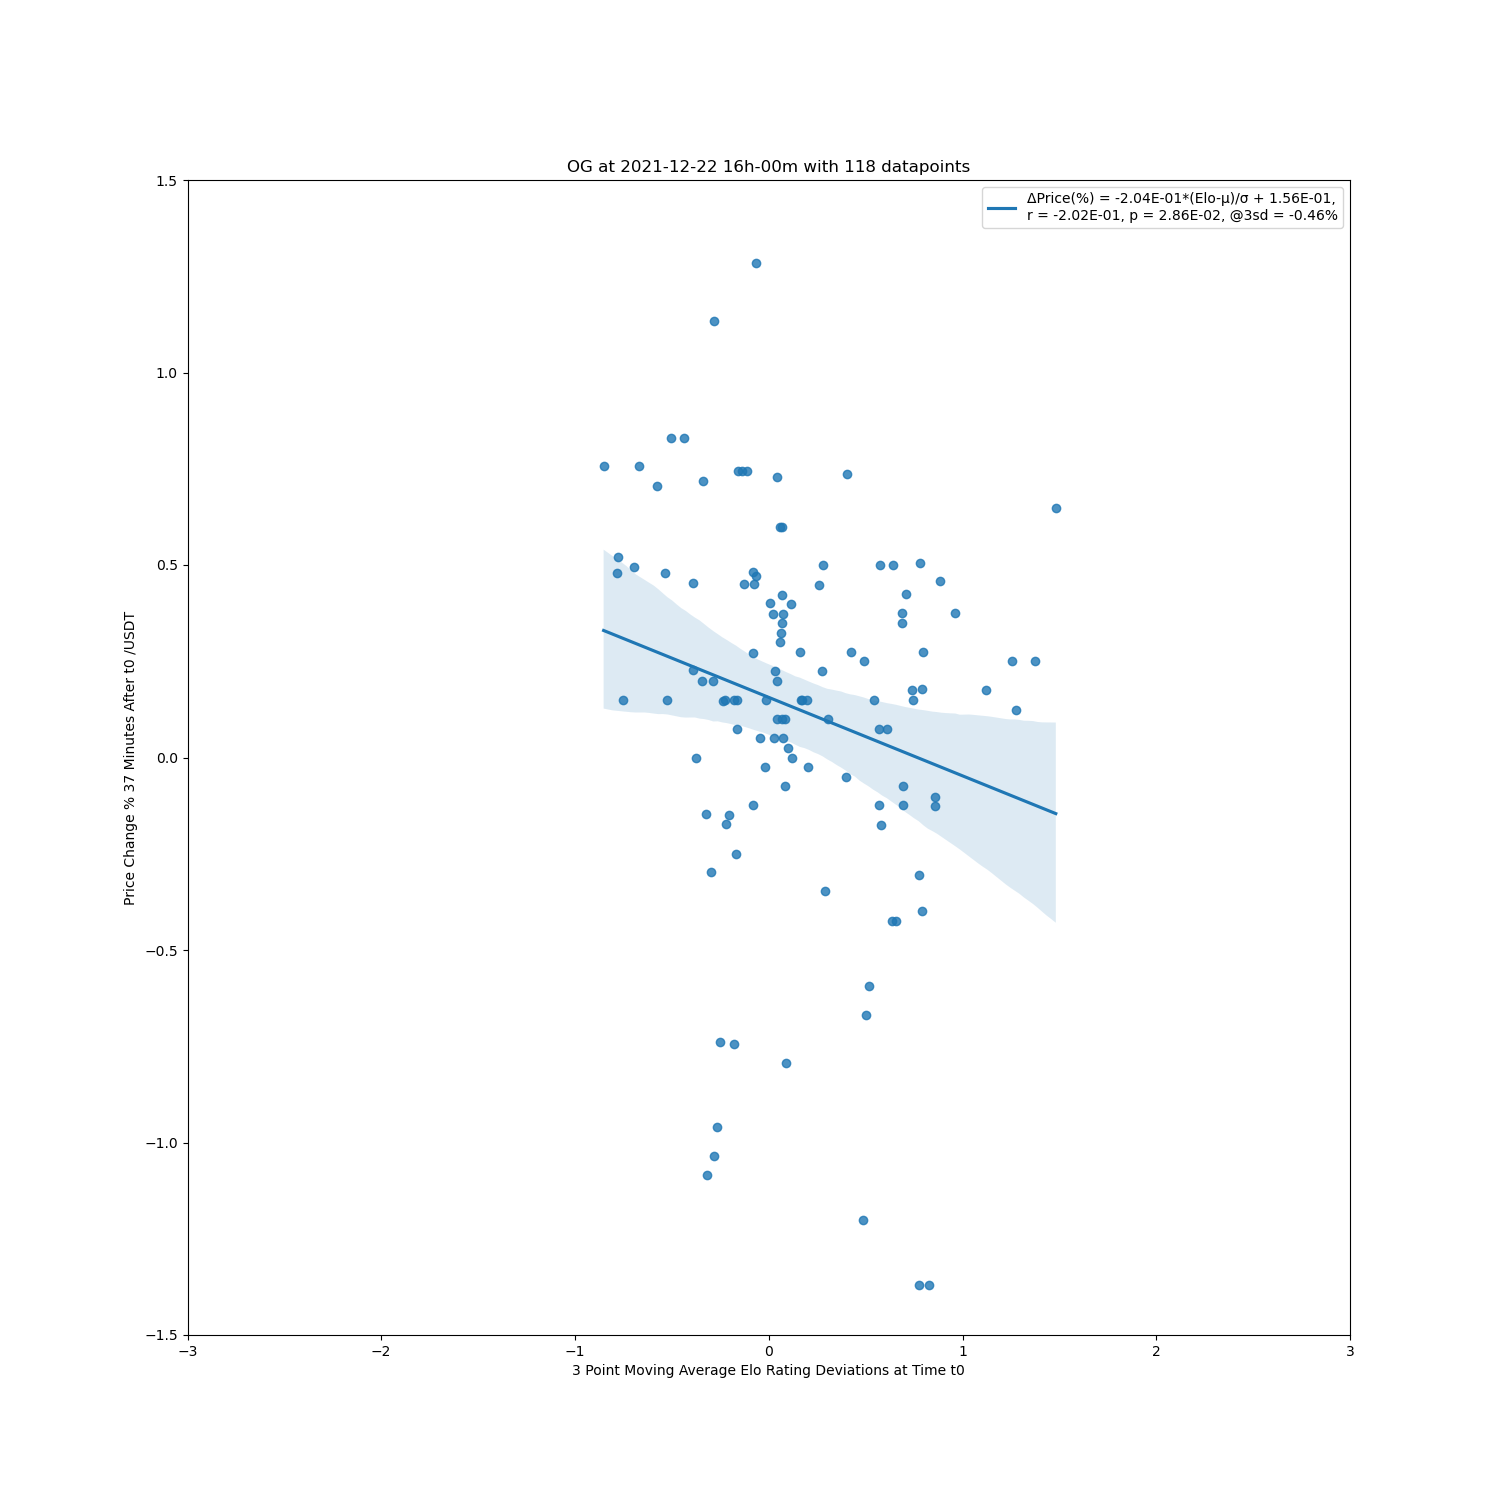 OG at 2021-12-22 16h-00m with 118 datapoints
ΔPrice(%) = -2.04E-01*(Elo-μ)/σ + 1.56E-01,
r = -2.02E-01, p = 2.86E-02, @3sd = -0.46%
1.5
1.0
0.5
0.0
−0.5
−1.0
−1.5
Price Change % 37 Minutes After t0 /USDT
−3
−2
−1
0
1
2
3
3 Point Moving Average Elo Rating Deviations at Time t0